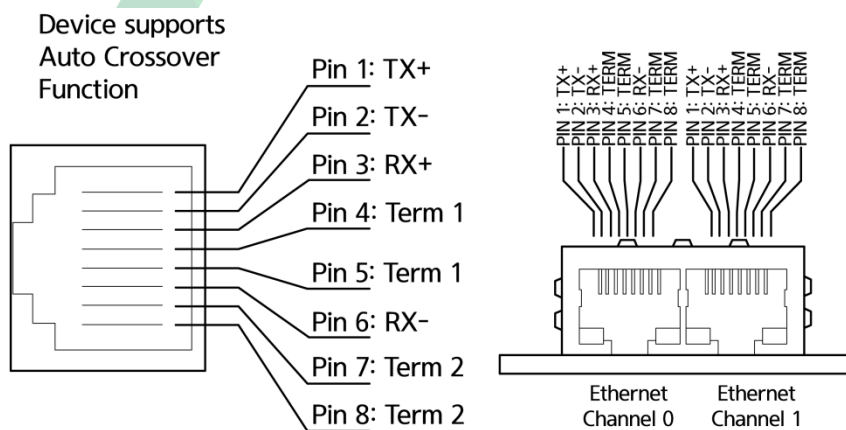 Device supports
Auto Crossover
Function
Pin 1: TX+
Pin 2: TX-
Pin 3: RX+
Pin 4: Term 1
Pin 5: Term 1
Pin 6: RX-
Pin 7: Term 2
Pin 8: Term 2
PIN 1: TX+
PIN 2: TX-
PIN 3: RX+
PIN 4: TERM
PIN 5: TERM
PIN 6: RX-
PIN 7: TERM
PIN 8: TERM
PIN 1: TX+
PIN 2: TX-
PIN 3: RX+
PIN 4: TERM
PIN 5: TERM
PIN 6: RX-
PIN 7: TERM
PIN 8: TERM
Ethernet
Channel 0
Ethernet
Channel 1